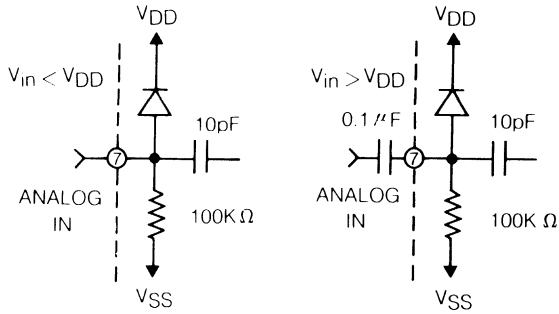 VDD
Vin < VDD
10pF
7
ANALOG
IN
100K Ω
VSS
VDD
Vin > VDD
0.1 µF
10pF
7
ANALOG
IN
100K Ω
VSS